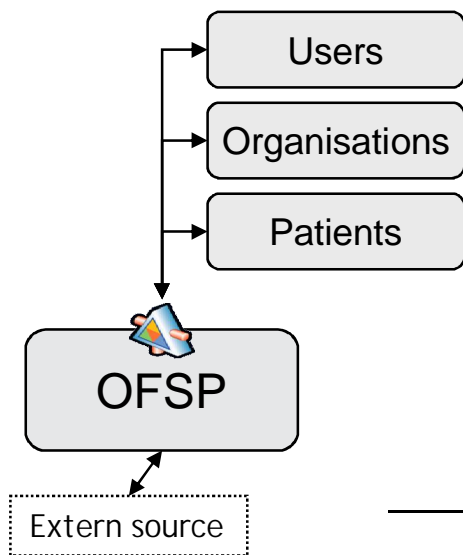 Users
Organisations
Patients
OFSP
Extern source